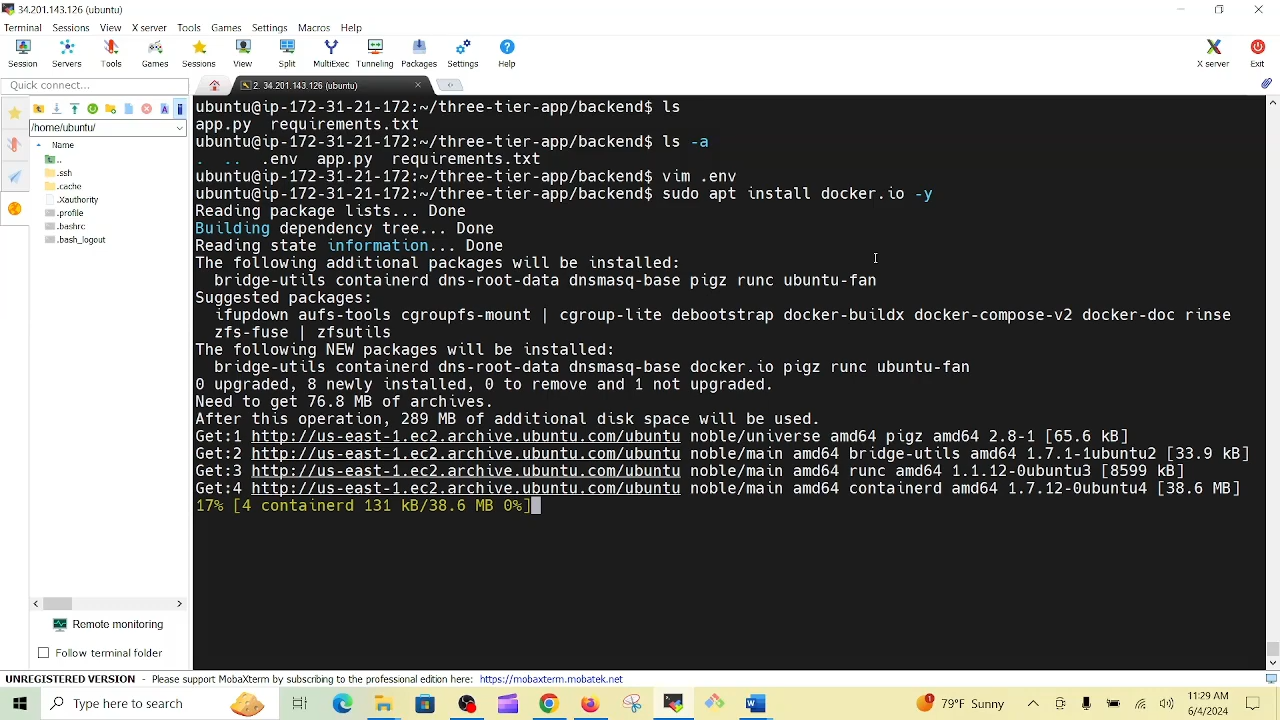 34.201.143.126 (ubuntu)
Terminal Sessions View X server Tools Games Settings Macros Help
Session Servers Tools Games Sessions View Split MultiExec Tunneling Packages Settings Help X server Exit
Quick connect...
2. 34.201.143.126 (ubuntu)
/home/ubuntu/
Name
..
.ssh
.cache
.Xauthority
.profile
.bashrc
.bash_logout
Remote monitoring
Follow terminal folder
ubuntu@ip-172-31-21-172:~/three-tier-app/backend$ ls
app.py  requirements.txt
ubuntu@ip-172-31-21-172:~/three-tier-app/backend$ ls -a
.  ..  .env  app.py  requirements.txt
ubuntu@ip-172-31-21-172:~/three-tier-app/backend$ vim .env
ubuntu@ip-172-31-21-172:~/three-tier-app/backend$ sudo apt install docker.io -y
Reading package lists... Done
Building dependency tree... Done
Reading state information... Done
The following additional packages will be installed:
  bridge-utils containerd dns-root-data dnsmasq-base pigz runc ubuntu-fan
Suggested packages:
  ifupdown aufs-tools cgroupfs-mount | cgroup-lite debootstrap docker-buildx docker-compose-v2 docker-doc rinse
  zfs-fuse | zfsutils
The following NEW packages will be installed:
  bridge-utils containerd dns-root-data dnsmasq-base docker.io pigz runc ubuntu-fan
0 upgraded, 8 newly installed, 0 to remove and 1 not upgraded.
Need to get 76.8 MB of archives.
After this operation, 289 MB of additional disk space will be used.
Get:1 http://us-east-1.ec2.archive.ubuntu.com/ubuntu noble/universe amd64 pigz amd64 2.8-1 [65.6 kB]
Get:2 http://us-east-1.ec2.archive.ubuntu.com/ubuntu noble/main amd64 bridge-utils amd64 1.7.1-1ubuntu2 [33.9 kB]
Get:3 http://us-east-1.ec2.archive.ubuntu.com/ubuntu noble/main amd64 runc amd64 1.1.12-0ubuntu3 [8599 kB]
Get:4 http://us-east-1.ec2.archive.ubuntu.com/ubuntu noble/main amd64 containerd amd64 1.7.12-0ubuntu4 [38.6 MB]
17% [4 containerd 131 kB/38.6 MB 0%]
UNREGISTERED VERSION - Please support MobaXterm by subscribing to the professional edition here: https://mobaxterm.mobatek.net
Type here to search
79°F Sunny
11:29 AM
6/4/2024